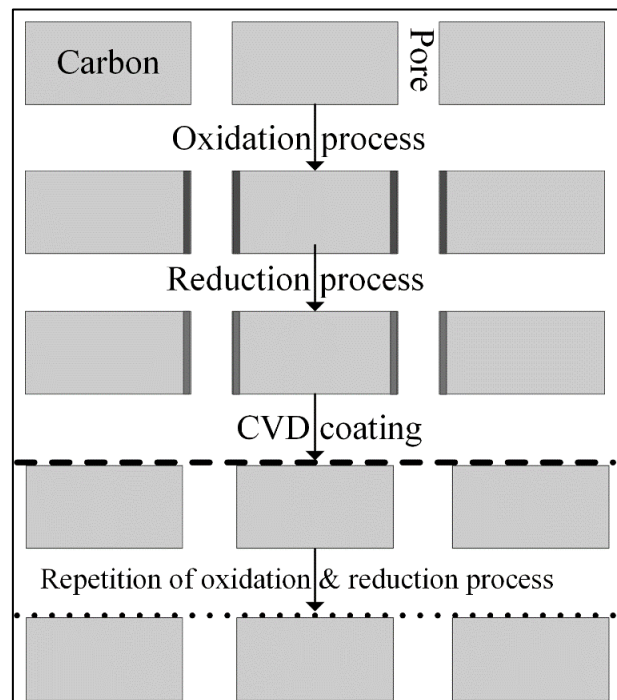 Carbon
Pore
Oxidation process
Reduction process
CVD coating
Repetition of oxidation & reduction process